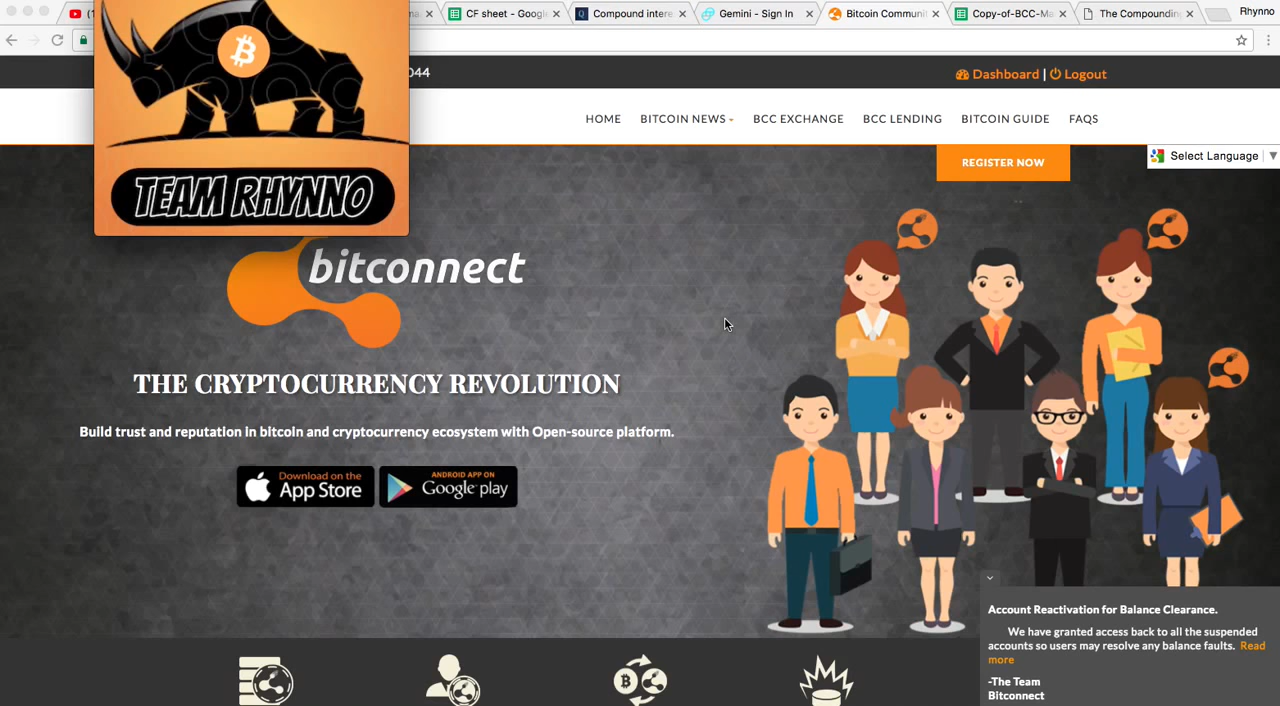 CF sheet - Google
Compound intere
Gemini - Sign In
Bitcoin Communi
Copy-of-BCC-Ma
The Compounding
Rhynno
044
Dashboard | Logout
HOME
BITCOIN NEWS
BCC EXCHANGE
BCC LENDING
BITCOIN GUIDE
FAQS
TEAM RHYNNO
REGISTER NOW
Select Language
bitconnect
THE CRYPTOCURRENCY REVOLUTION
Build trust and reputation in bitcoin and cryptocurrency ecosystem with Open-source platform.
Download on the
App Store
ANDROID APP ON
Google play
Account Reactivation for Balance Clearance.
We have granted access back to all the suspended
accounts so users may resolve any balance faults. Read
more
-The Team
Bitconnect